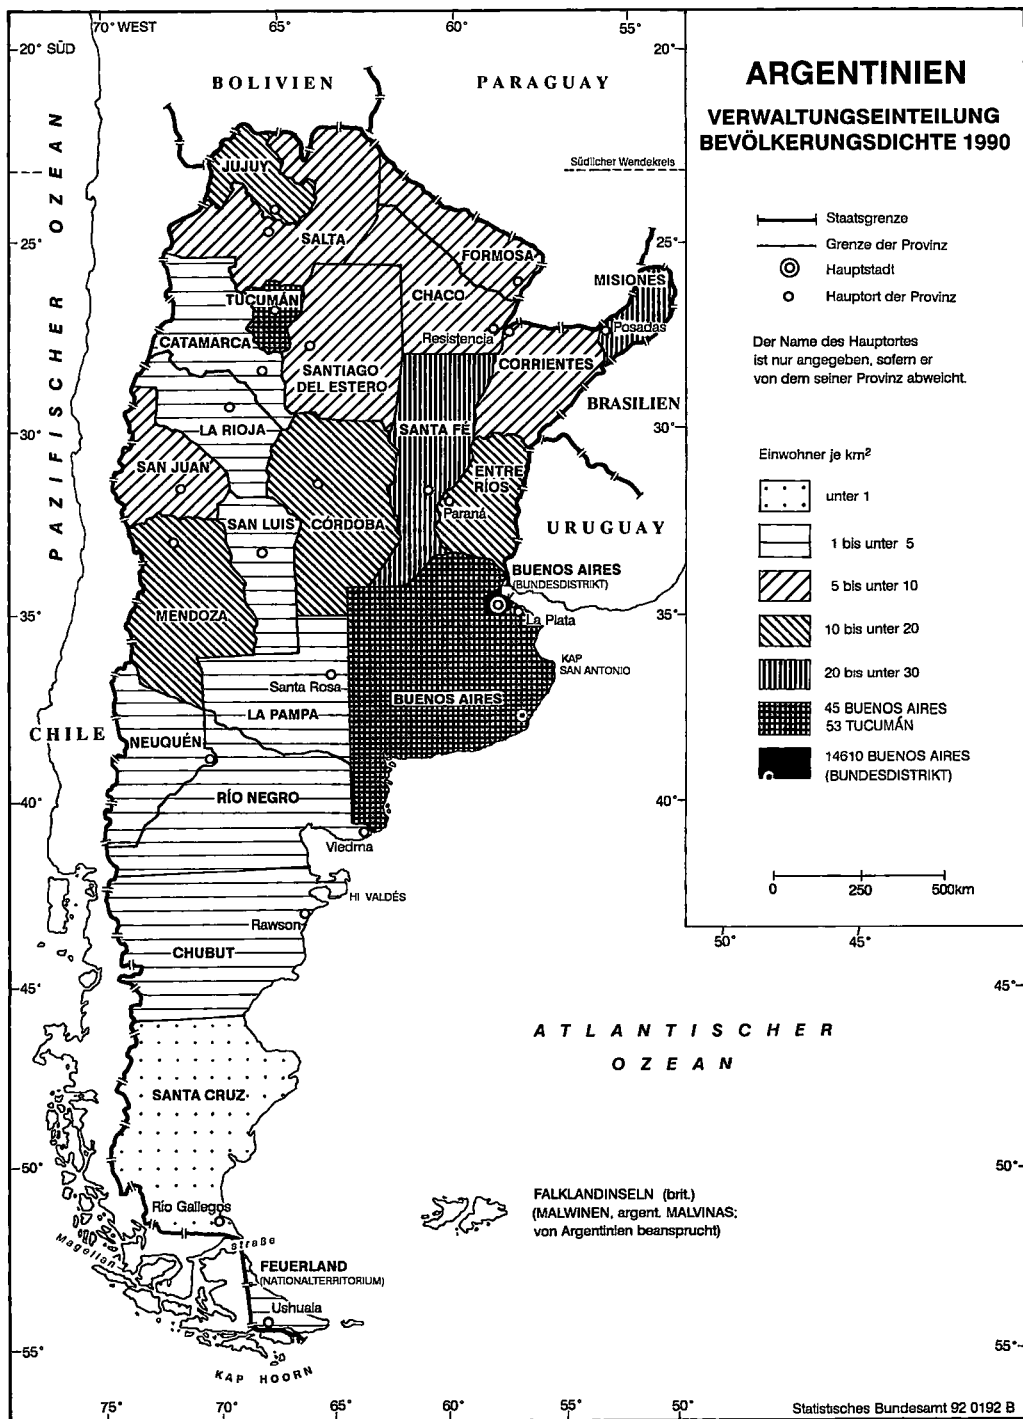 70° WEST
65°
60°
55°
20° SÜD
20°
BOLIVIEN
PARAGUAY
ARGENTINIEN
VERWALTUNGSEINTEILUNG
BEVÖLKERUNGSDICHTE 1990
Südlicher Wendekreis
PAZIFISCHER OZEAN
JUJUY
SALTA
FORMOSA
MISIONES
25°
25°
Staatsgrenze
Grenze der Provinz
Hauptstadt
Hauptort der Provinz
TUCUMÁN
CHACO
Resistencia
Posadas
CATAMARCA
SANTIAGO
DEL ESTERO
CORRIENTES
Der Name des Hauptortes
ist nur angegeben, sofern er
von dem seiner Provinz abweicht.
BRASILIEN
30°
LA RIOJA
SANTA FÉ
30°
SAN JUAN
ENTRE
RÍOS
Paraná
SAN LUIS
CÓRDOBA
URUGUAY
Einwohner je km²
unter 1
1 bis unter 5
5 bis unter 10
10 bis unter 20
20 bis unter 30
45 BUENOS AIRES
53 TUCUMÁN
14610 BUENOS AIRES
(BUNDESDISTRIKT)
BUENOS AIRES
(BUNDESDISTRIKT)
35°
MENDOZA
La Plata
35°
KAP
SAN ANTONIO
Santa Rosa
BUENOS AIRES
LA PAMPA
CHILE
NEUQUÉN
RÍO NEGRO
40°
40°
Viedma
0 250 500km
HI VALDÉS
Rawson
CHUBUT
50°
45°
45°
45°
ATLANTISCHER
OZEAN
SANTA CRUZ
50°
50°
Río Gallegos
FALKLANDINSELN (brit.)
(MALWINEN, argent. MALVINAS;
von Argentinien beansprucht)
Magellan
straße
FEUERLAND
(NATIONALTERRITORIUM)
Ushuaia
55°
55°
KAP HOORN
75°
70°
65°
60°
55°
50°
Statistisches Bundesamt 92 0192 B